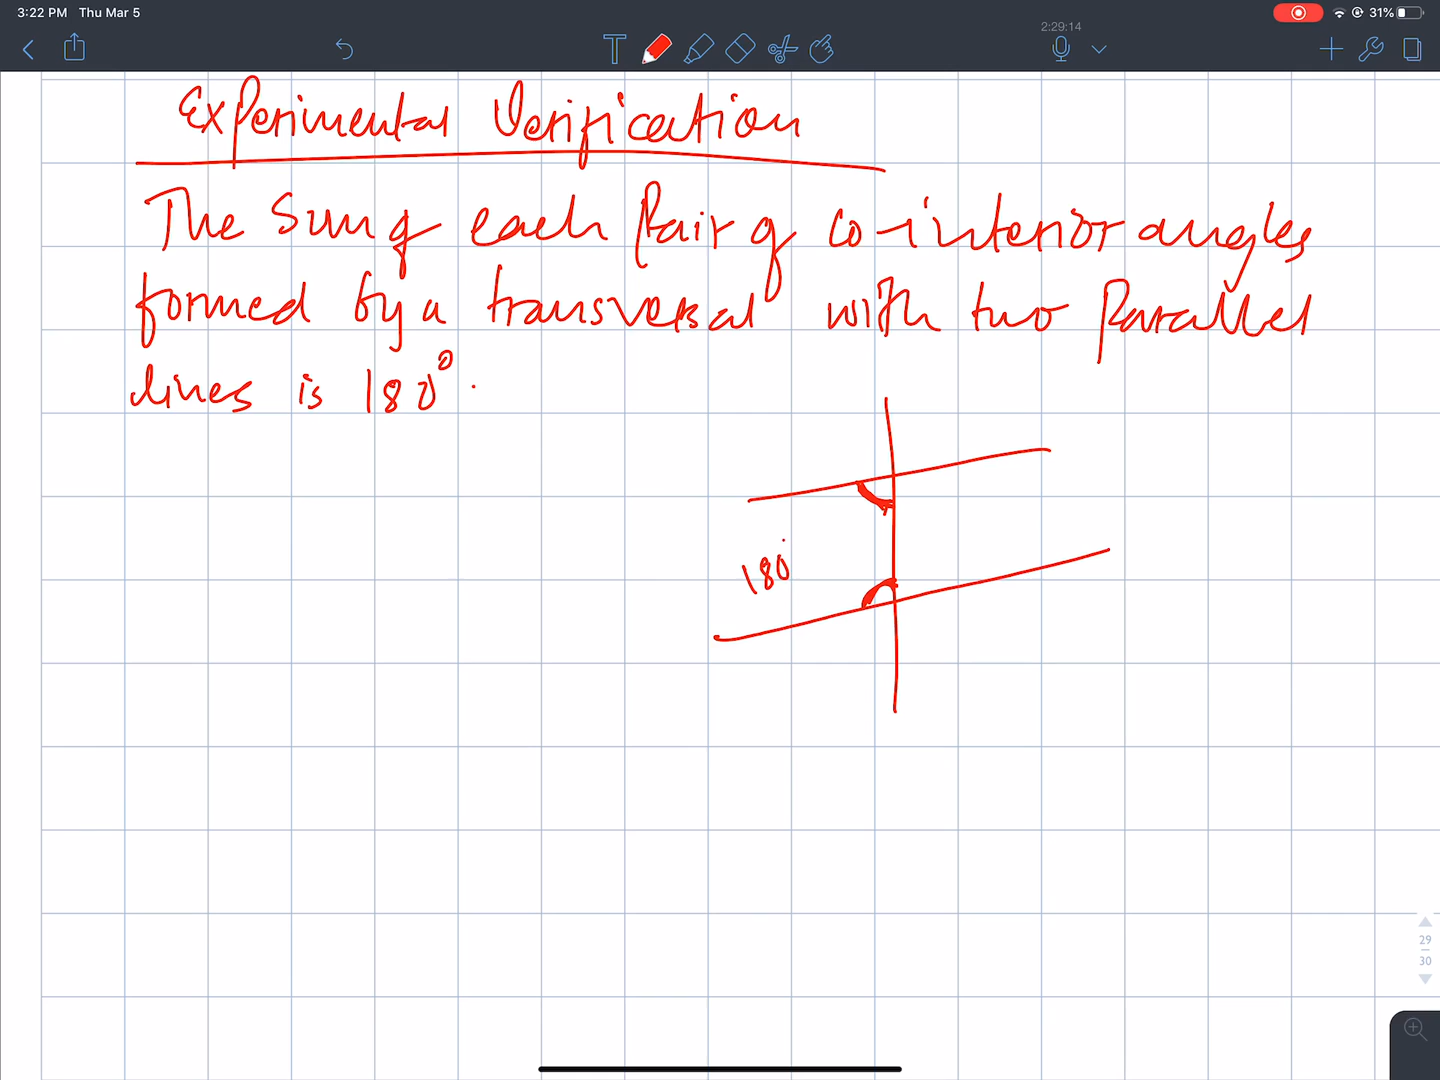 3:22 PM Thu Mar 5
31%
2:29:14
T
Experimental Verification
The Sum of each Pair of co-interior angles
formed by a transversal with two Parallel
lines is 180°.
180°
29
30